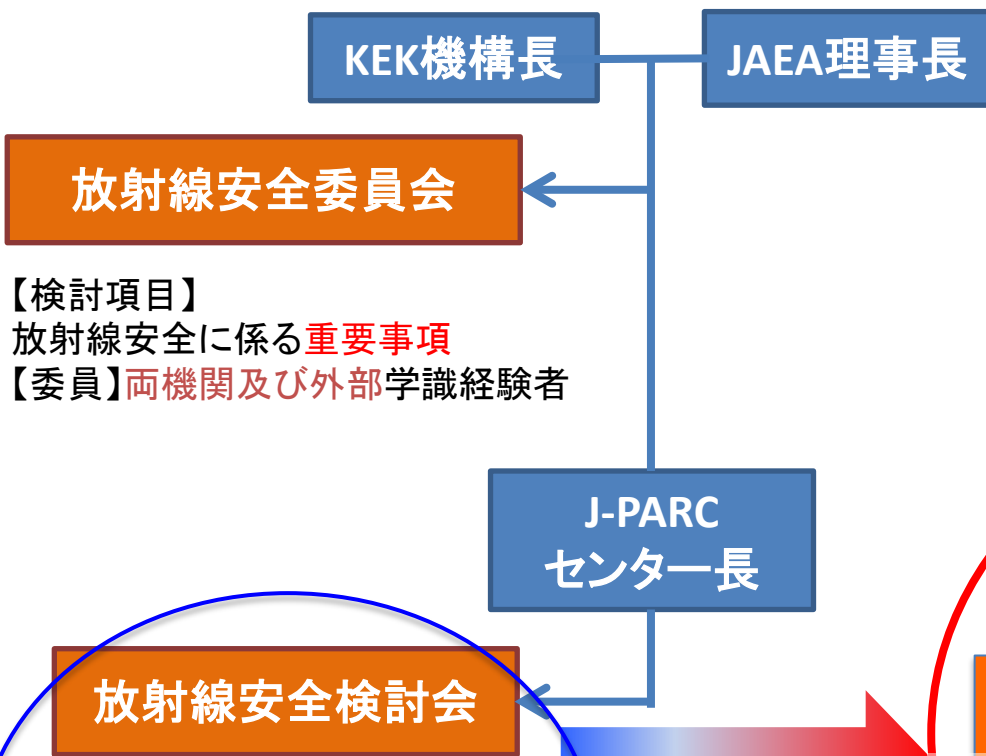 KEK機構長
JAEA理事長
放射線安全委員会
【検討項目】
放射線安全に係る重要事項
【委員】両機関及び外部学識経験者
J-PARC
センター長
放射線安全検討会